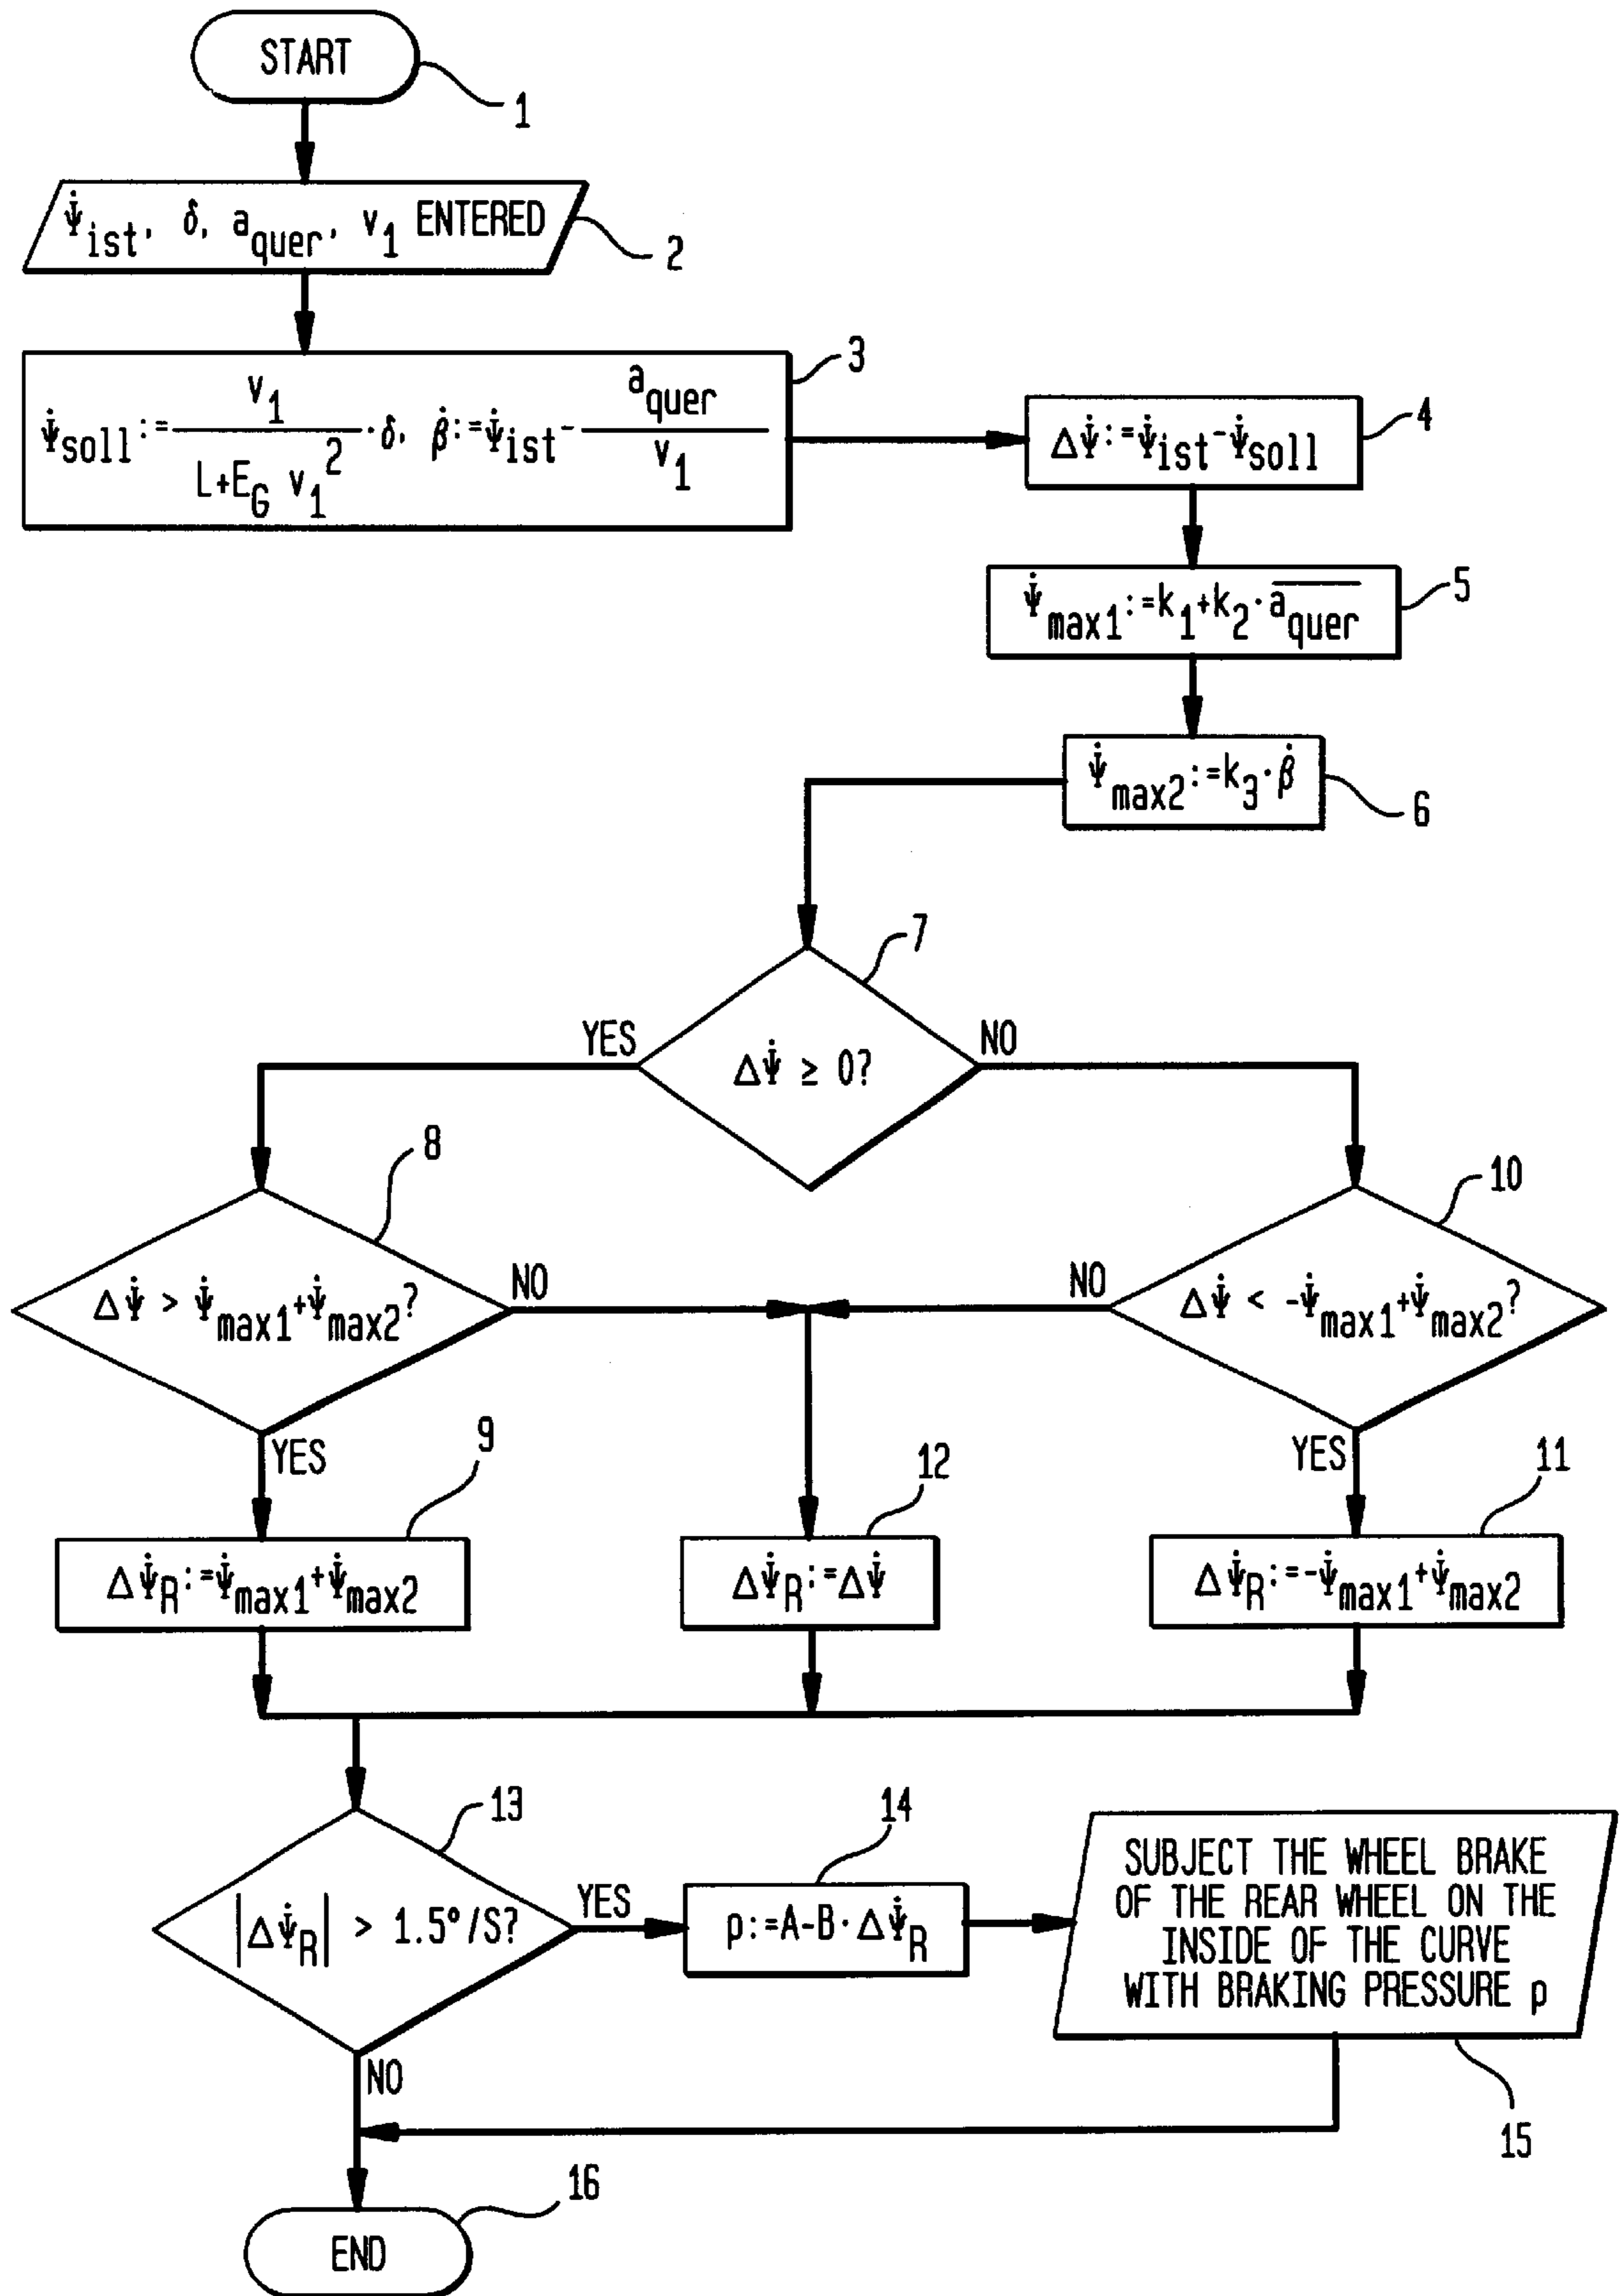 START
1
ψ̇ist, δ, aquer, v1 ENTERED
2
ψ̇soll := v1 / (L+EG v1²) · δ, β̇ := ψ̇ist - aquer / v1
3
Δψ̇ := ψ̇ist - ψ̇soll
4
ψ̇max1 := k1+k2 · a̅quer
5
ψ̇max2 := k3 · β̇
6
7
Δψ̇ ≥ 0?
YES
NO
8
Δψ̇ > ψ̇max1+ψ̇max2?
NO
10
Δψ̇ < -ψ̇max1+ψ̇max2?
NO
YES
9
Δψ̇R := ψ̇max1+ψ̇max2
12
Δψ̇R := Δψ̇
YES
11
Δψ̇R := -ψ̇max1+ψ̇max2
13
|Δψ̇R| > 1.5°/S?
YES
14
p := A-B · Δψ̇R
SUBJECT THE WHEEL BRAKE
OF THE REAR WHEEL ON THE
INSIDE OF THE CURVE
WITH BRAKING PRESSURE p
15
NO
16
END